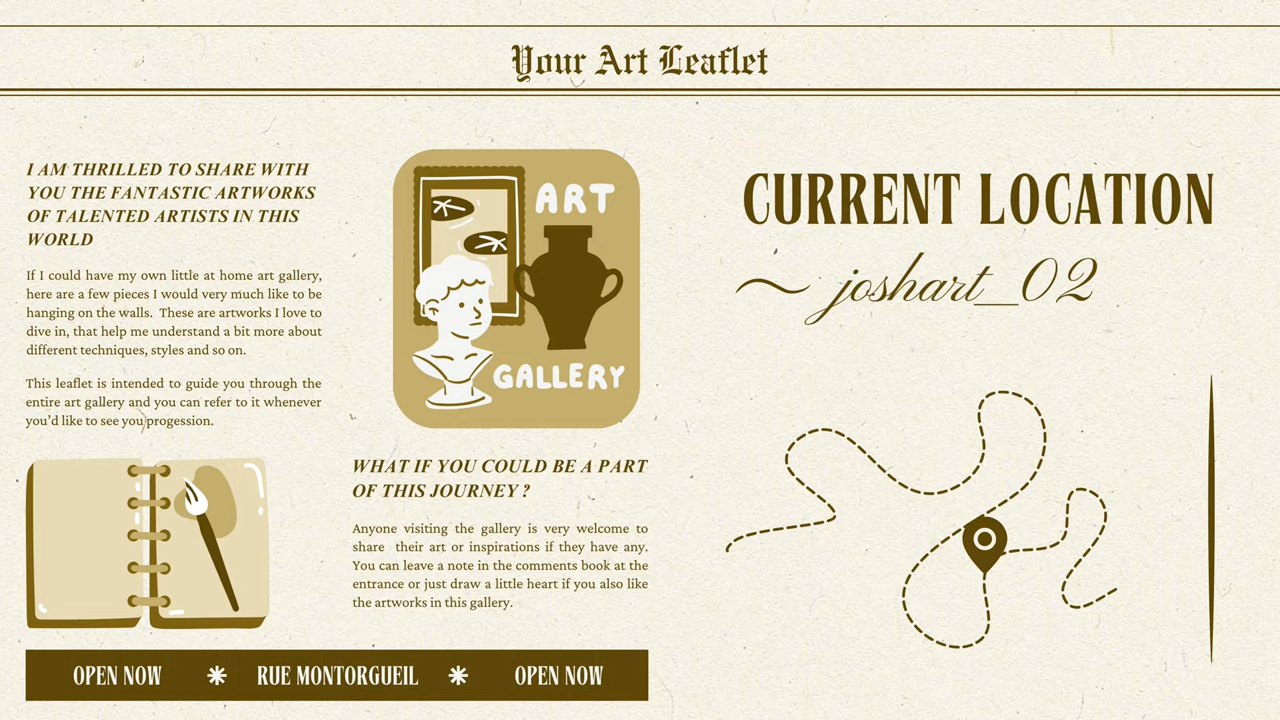 Your Art Leaflet
I AM THRILLED TO SHARE WITH
YOU THE FANTASTIC ARTWORKS
OF TALENTED ARTISTS IN THIS
WORLD
If I could have my own little at home art gallery,
here are a few pieces I would very much like to be
hanging on the walls. These are artworks I love to
dive in, that help me understand a bit more about
different techniques, styles and so on.
This leaflet is intended to guide you through the
entire art gallery and you can refer to it whenever
you'd like to see you progession.
ART
GALLERY
WHAT IF YOU COULD BE A PART
OF THIS JOURNEY ?
Anyone visiting the gallery is very welcome to
share their art or inspirations if they have any.
You can leave a note in the comments book at the
entrance or just draw a little heart if you also like
the artworks in this gallery.
OPEN NOW * RUE MONTORGUEIL * OPEN NOW
CURRENT LOCATION
~ joshart_02